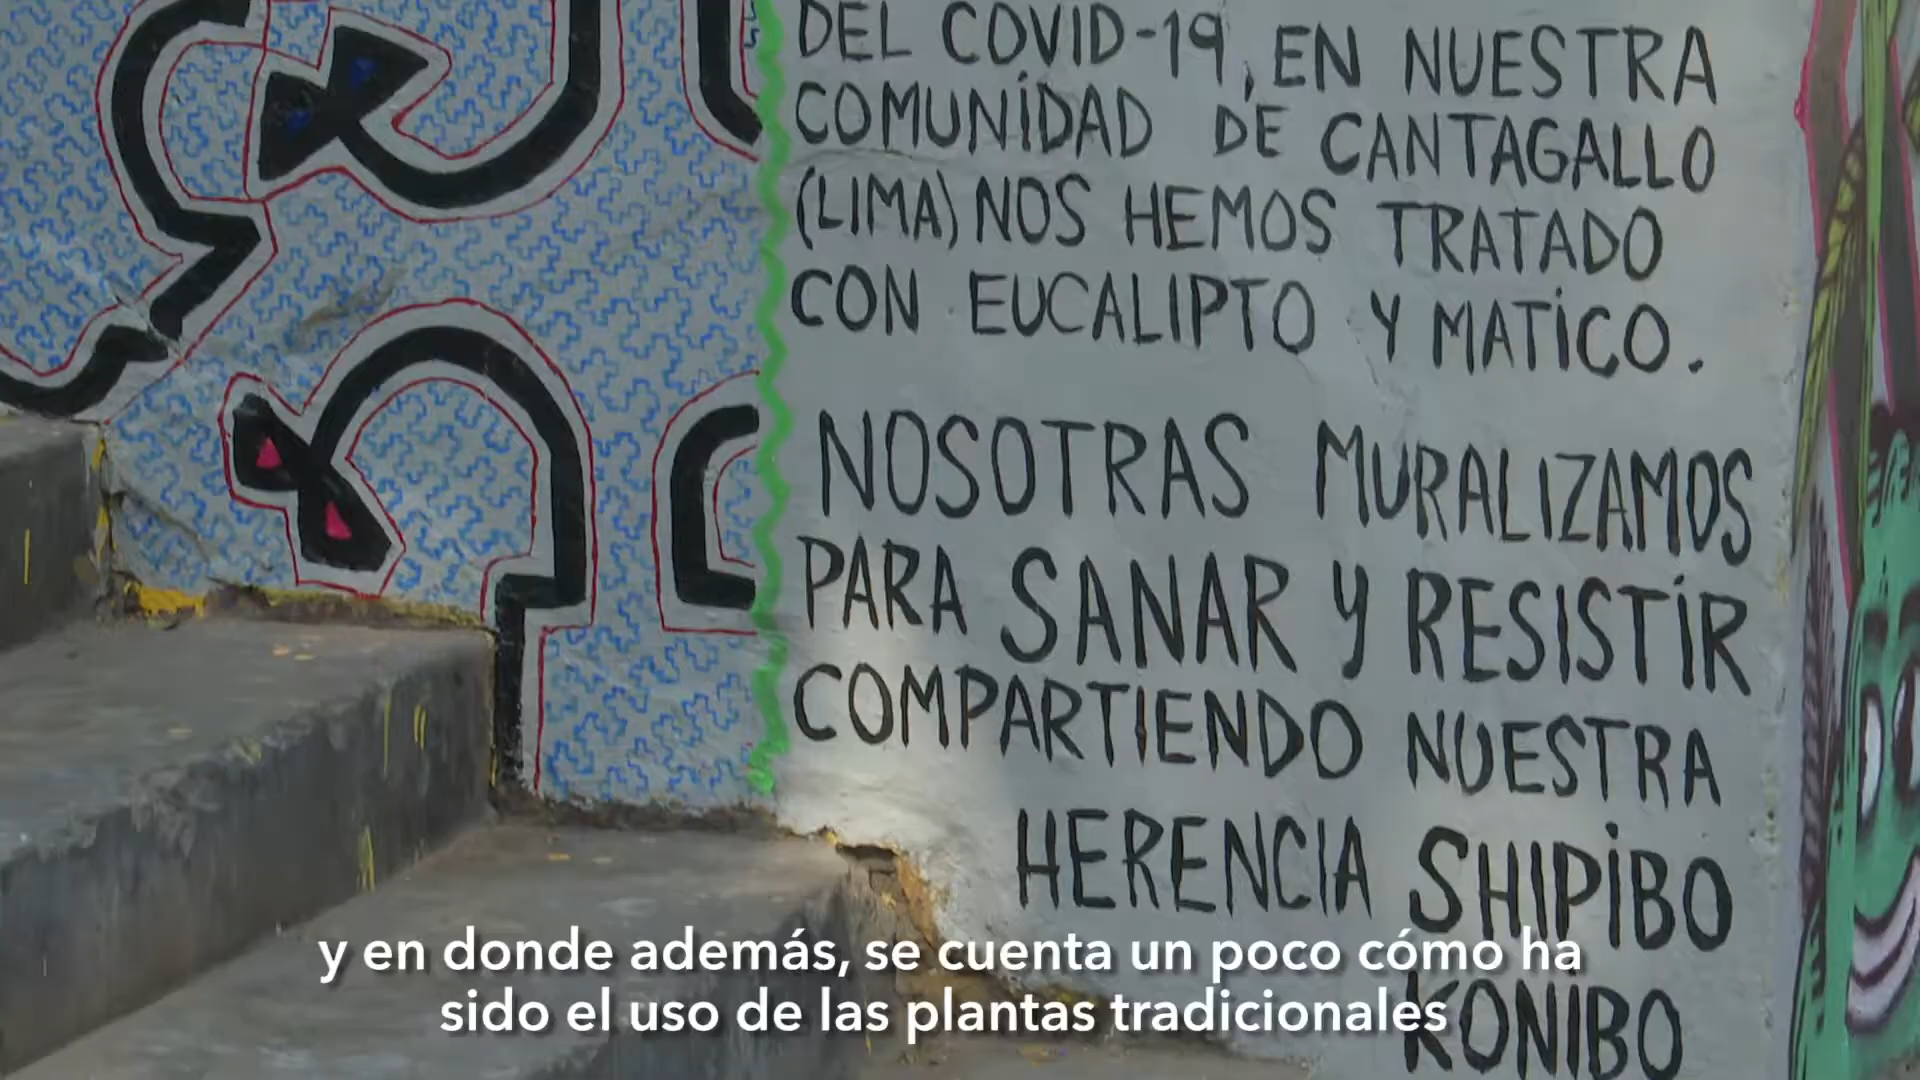 DEL COVID-19, EN NUESTRA
COMUNIDAD DE CANTAGALLO
(LIMA) NOS HEMOS TRATADO
CON EUCALIPTO Y MATICO.
NOSOTRAS MURALIZAMOS
PARA SANAR Y RESISTIR
COMPARTIENDO NUESTRA
HERENCIA SHIPIBO
KONIBO
y en donde además, se cuenta un poco cómo ha
sido el uso de las plantas tradicionales